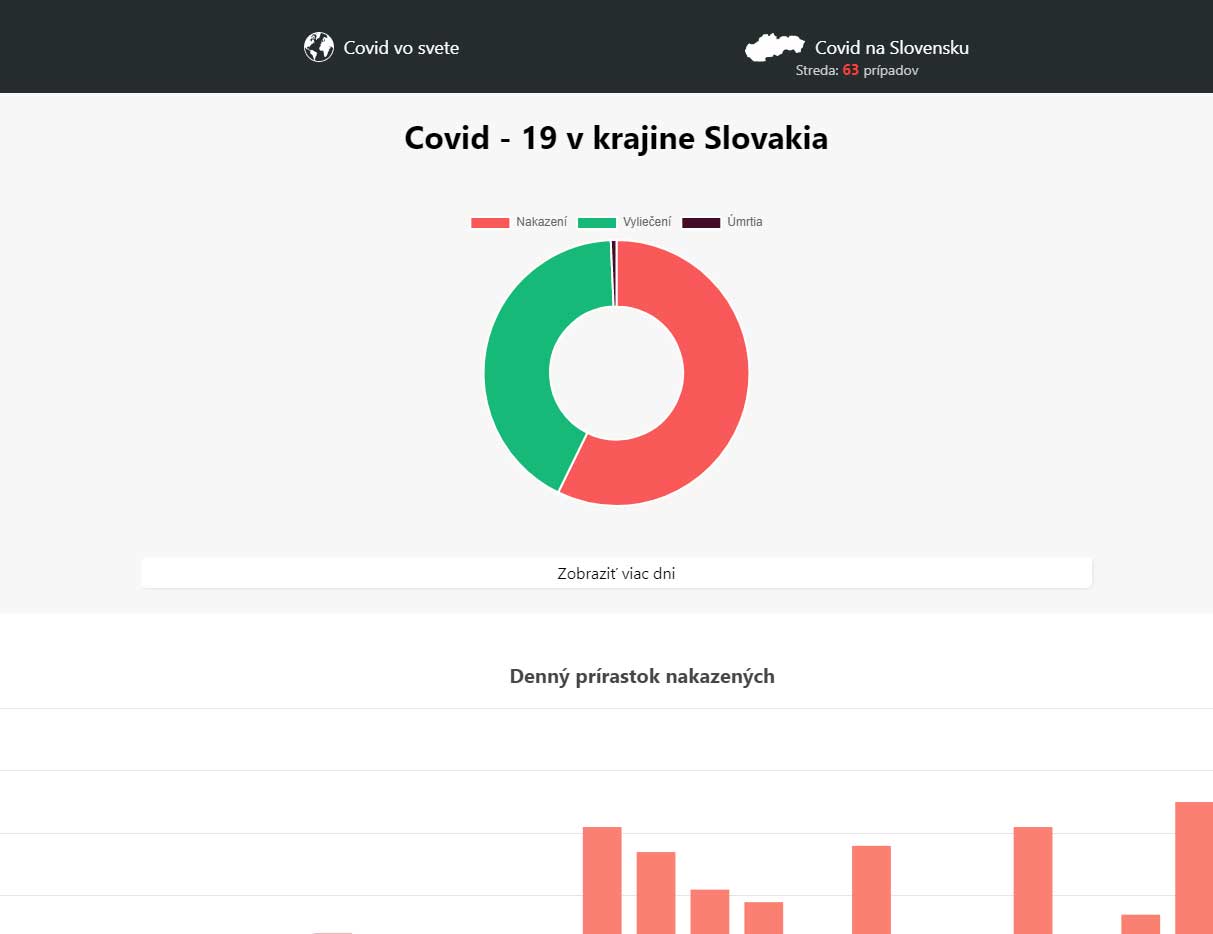 Covid vo svete
Covid na Slovensku
Streda: 63 prípadov
Covid - 19 v krajine Slovakia
Nakazení Vyliečení Úmrtia
Zobraziť viac dni
Denný prírastok nakazených